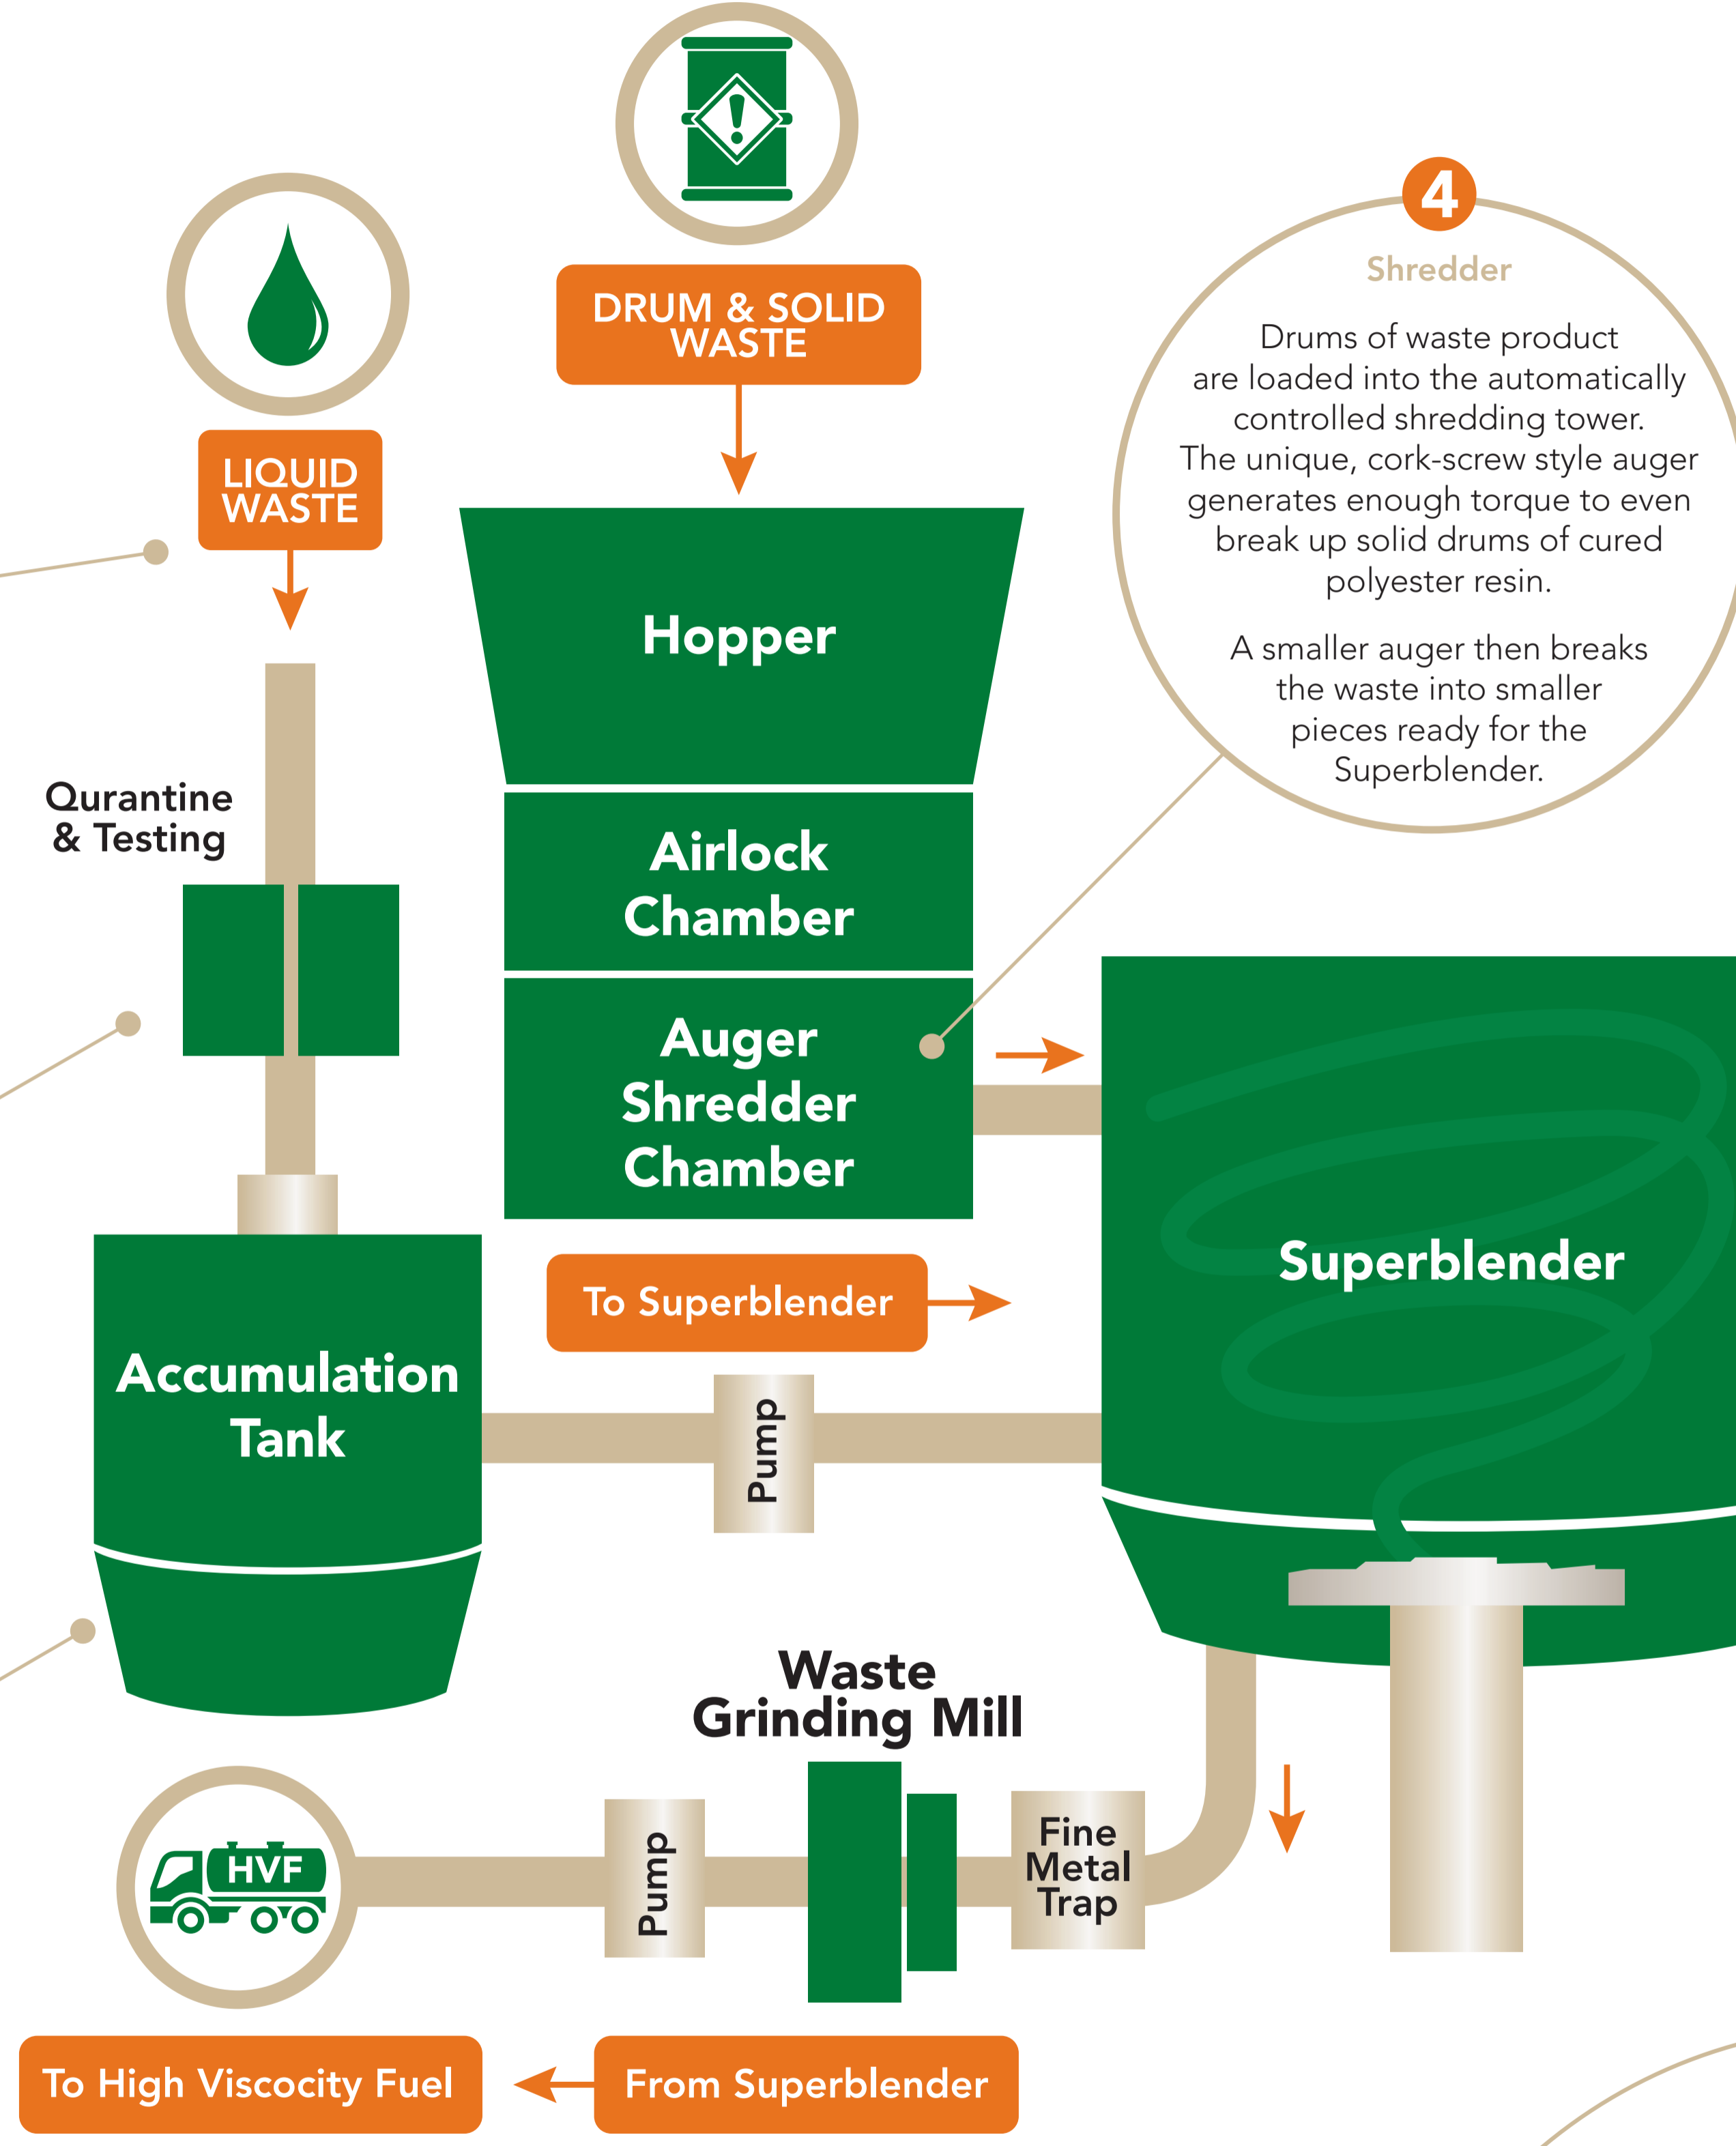 DRUM & SOLID
WASTE
LIQUID
WASTE
4
Shredder
Drums of waste product
are loaded into the automatically
controlled shredding tower.
The unique, cork-screw style auger
generates enough torque to even
break up solid drums of cured
polyester resin.
A smaller auger then breaks
the waste into smaller
pieces ready for the
Superblender.
Hopper
Qurantine
& Testing
Airlock
Chamber
Auger
Shredder
Chamber
Superblender
To Superblender
Accumulation
Tank
Pump
Waste
Grinding Mill
Fine
Metal
Trap
Pump
HVF
To High Viscocity Fuel
From Superblender